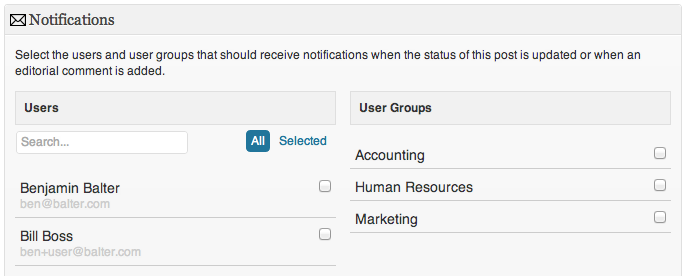 Notifications
Select the users and user groups that should receive notifications when the status of this post is updated or when an
editorial comment is added.
Users
Search...
All Selected
Benjamin Balter
ben@balter.com
Bill Boss
ben+user@balter.com
User Groups
Accounting
Human Resources
Marketing